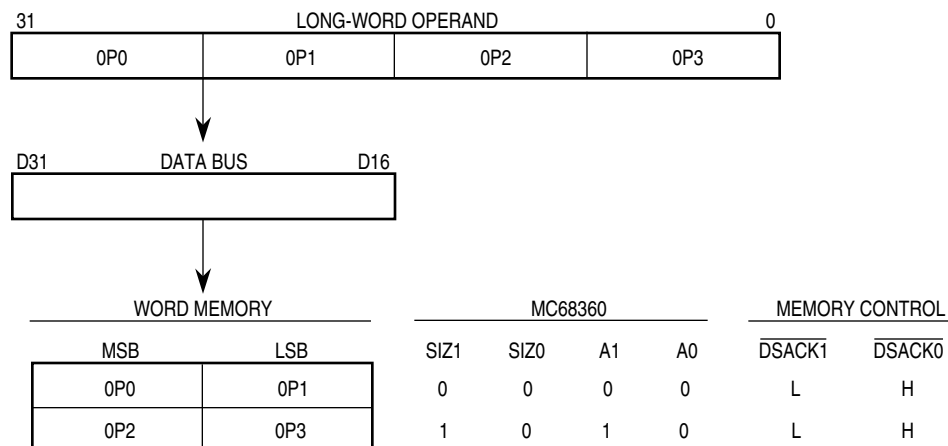 31 LONG-WORD OPERAND 0
0P0 0P1 0P2 0P3
D31 DATA BUS D16
WORD MEMORY MC68360 MEMORY CONTROL
MSB LSB SIZ1 SIZ0 A1 A0 DSACK1 DSACK0
0P0 0P1 0 0 0 0 L H
0P2 0P3 1 0 1 0 L H